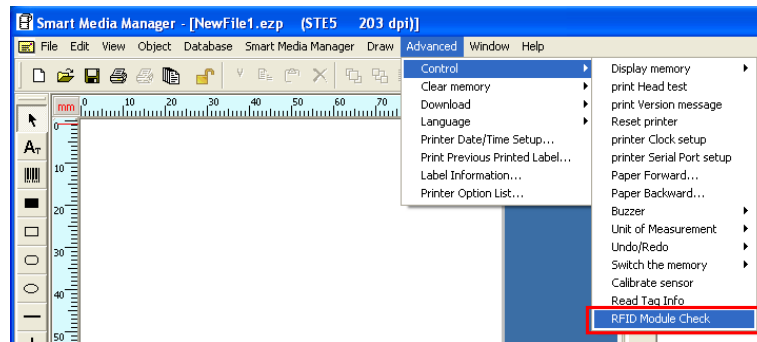 Smart Media Manager - [NewFile1.ezp (STE5 203 dpi)]
File Edit View Object Database Smart Media Manager Draw Advanced Window Help
Control
Clear memory
Download
Language
Printer Date/Time Setup...
Print Previous Printed Label...
Label Information...
Printer Option List...
Display memory
print Head test
print Version message
Reset printer
printer Clock setup
printer Serial Port setup
Paper Forward...
Paper Backward...
Buzzer
Unit of Measurement
Undo/Redo
Switch the memory
Calibrate sensor
Read Tag Info
RFID Module Check
mm 0 10 20 30 40 50 60 70
0
10
20
30
40
50
AT